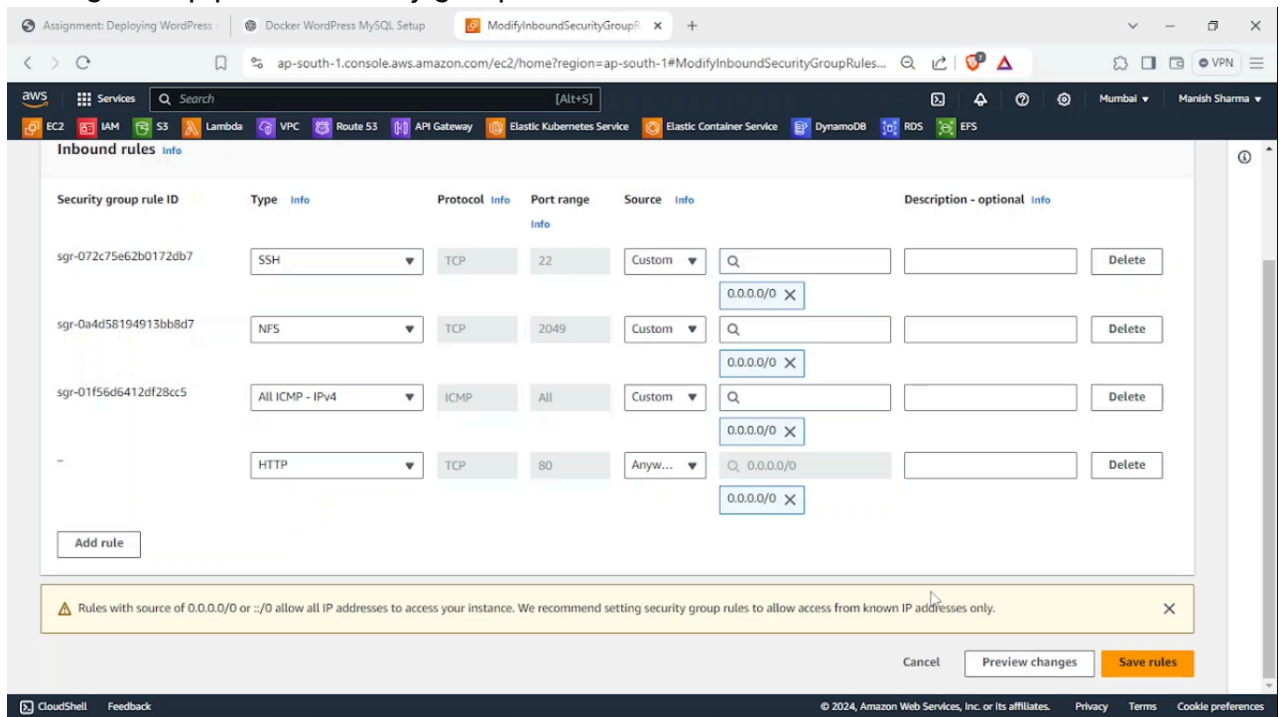 Assignment: Deploying WordPress
Docker WordPress MySQL Setup
ModifyInboundSecurityGroupR
ap-south-1.console.aws.amazon.com/ec2/home?region=ap-south-1#ModifyInboundSecurityGroupRules...
VPN
aws Services Search [Alt+S] Mumbai Manish Sharma
EC2 IAM S3 Lambda VPC Route 53 API Gateway Elastic Kubernetes Service Elastic Container Service DynamoDB RDS EFS
Inbound rules Info
Security group rule ID Type Info Protocol Info Port range Info Source Info Description - optional Info
sgr-072c75e62b0172db7 SSH TCP 22 Custom Delete
0.0.0.0/0
sgr-0a4d58194913bb8d7 NFS TCP 2049 Custom Delete
0.0.0.0/0
sgr-01f56d6412df28cc5 All ICMP - IPv4 ICMP All Custom Delete
0.0.0.0/0
– HTTP TCP 80 Anyw... 0.0.0.0/0 Delete
0.0.0.0/0
Add rule
Rules with source of 0.0.0.0/0 or ::/0 allow all IP addresses to access your instance. We recommend setting security group rules to allow access from known IP addresses only.
Cancel Preview changes Save rules
CloudShell Feedback © 2024, Amazon Web Services, Inc. or its affiliates. Privacy Terms Cookie preferences